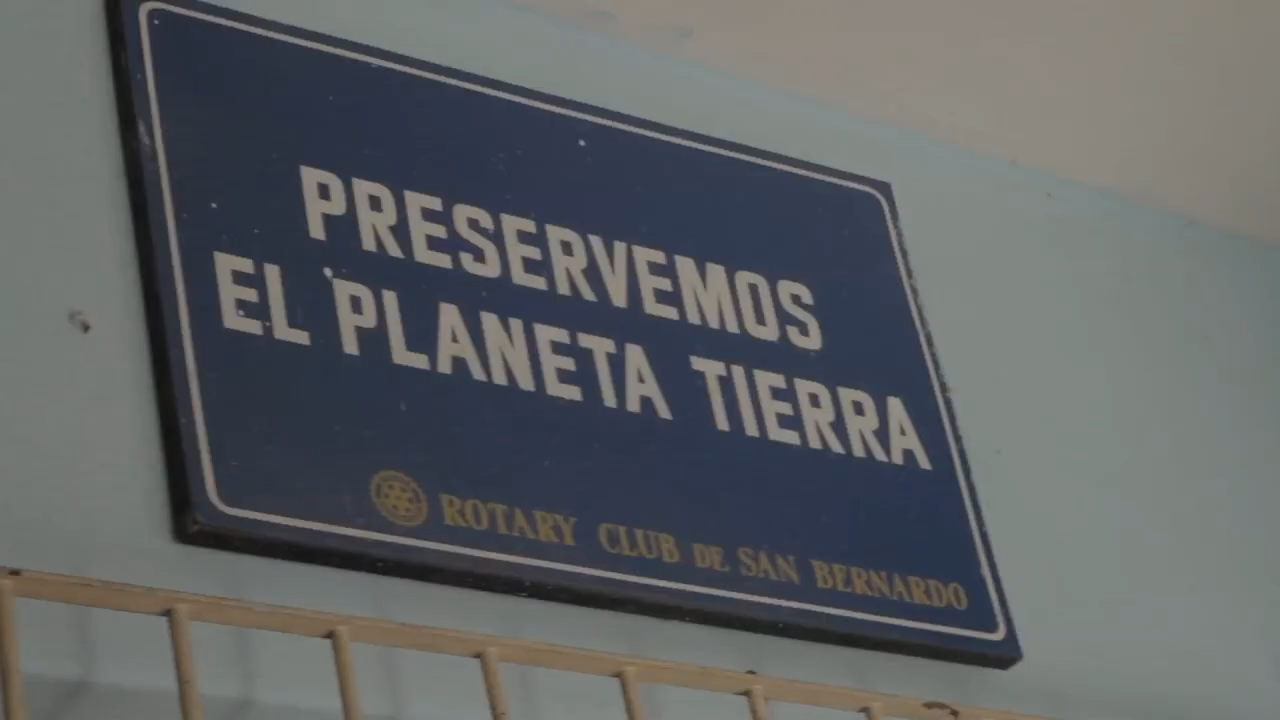 PRESERVEMOS
EL PLANETA TIERRA
ROTARY CLUB DE SAN BERNARDO